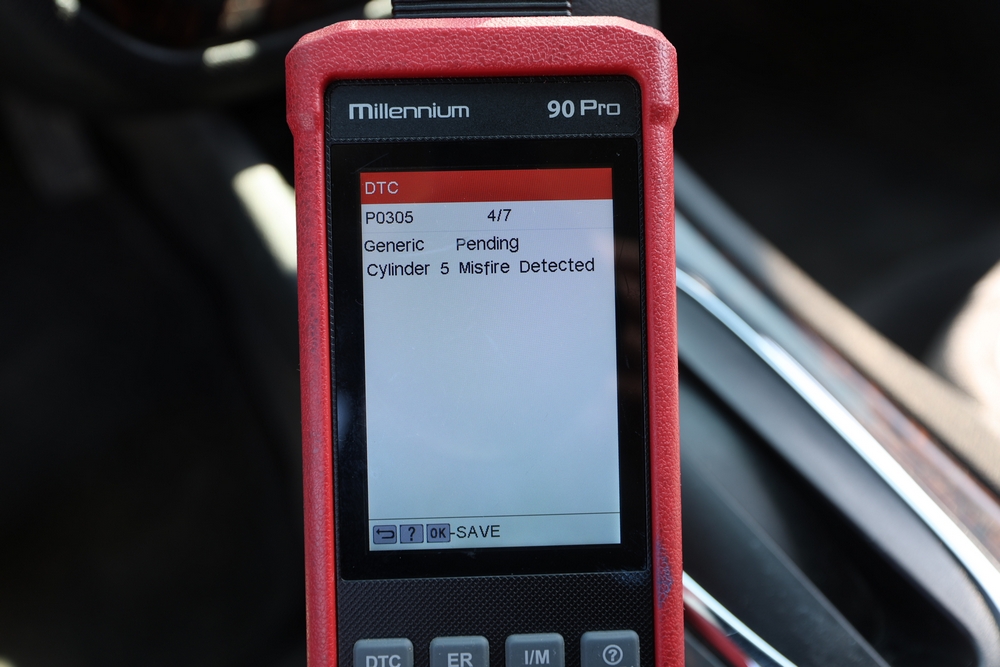 Millennium 90 Pro
DTC
P0305 4/7
Generic Pending
Cylinder 5 Misfire Detected
? OK-SAVE
DTC ER I/M ?